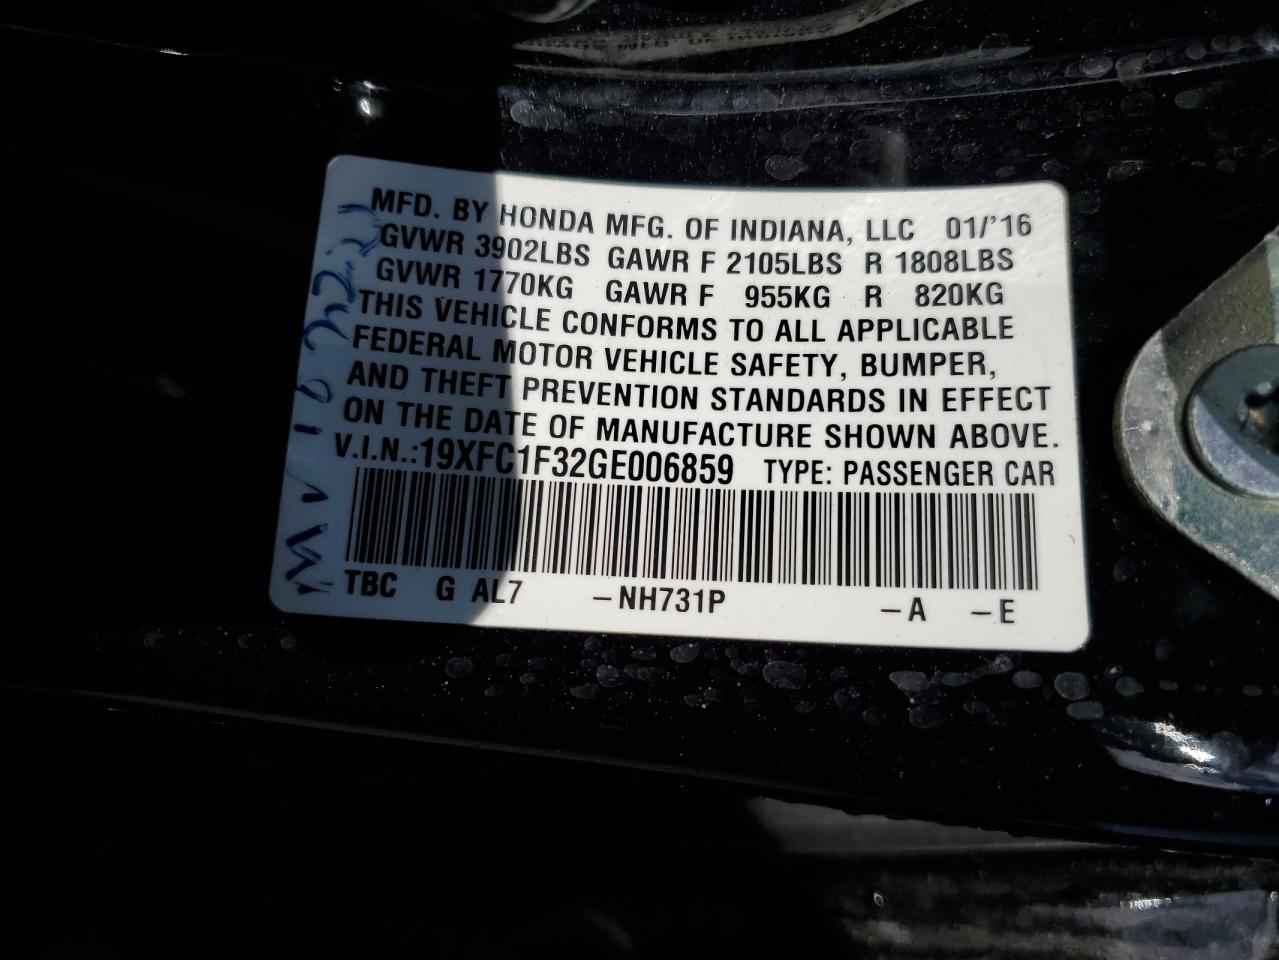 MFD. BY HONDA MFG. OF INDIANA, LLC 01/'16
GVWR 3902LBS GAWR F 2105LBS R 1808LBS
GVWR 1770KG GAWR F 955KG R 820KG
THIS VEHICLE CONFORMS TO ALL APPLICABLE
FEDERAL MOTOR VEHICLE SAFETY, BUMPER,
AND THEFT PREVENTION STANDARDS IN EFFECT
ON THE DATE OF MANUFACTURE SHOWN ABOVE.
V.I.N.:19XFC1F32GE006859 TYPE: PASSENGER CAR
TBC G AL7 –NH731P –A –E